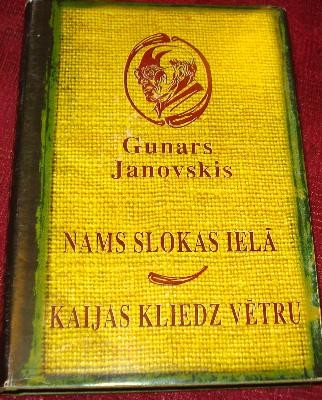 Gunars
Janovskis
NAMS SLOKAS IELĀ
KAIJAS KLIEDZ VĒTRU